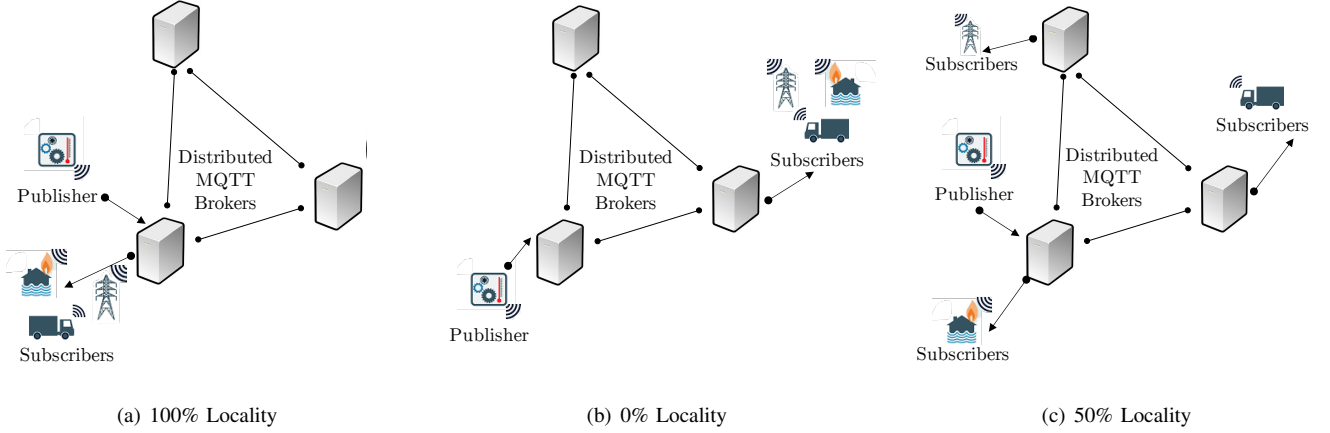 Publisher
Distributed
MQTT
Brokers
Subscribers
(a) 100% Locality
Subscribers
Distributed
MQTT
Brokers
Publisher
(b) 0% Locality
Subscribers
Subscribers
Publisher
Distributed
MQTT
Brokers
Subscribers
(c) 50% Locality